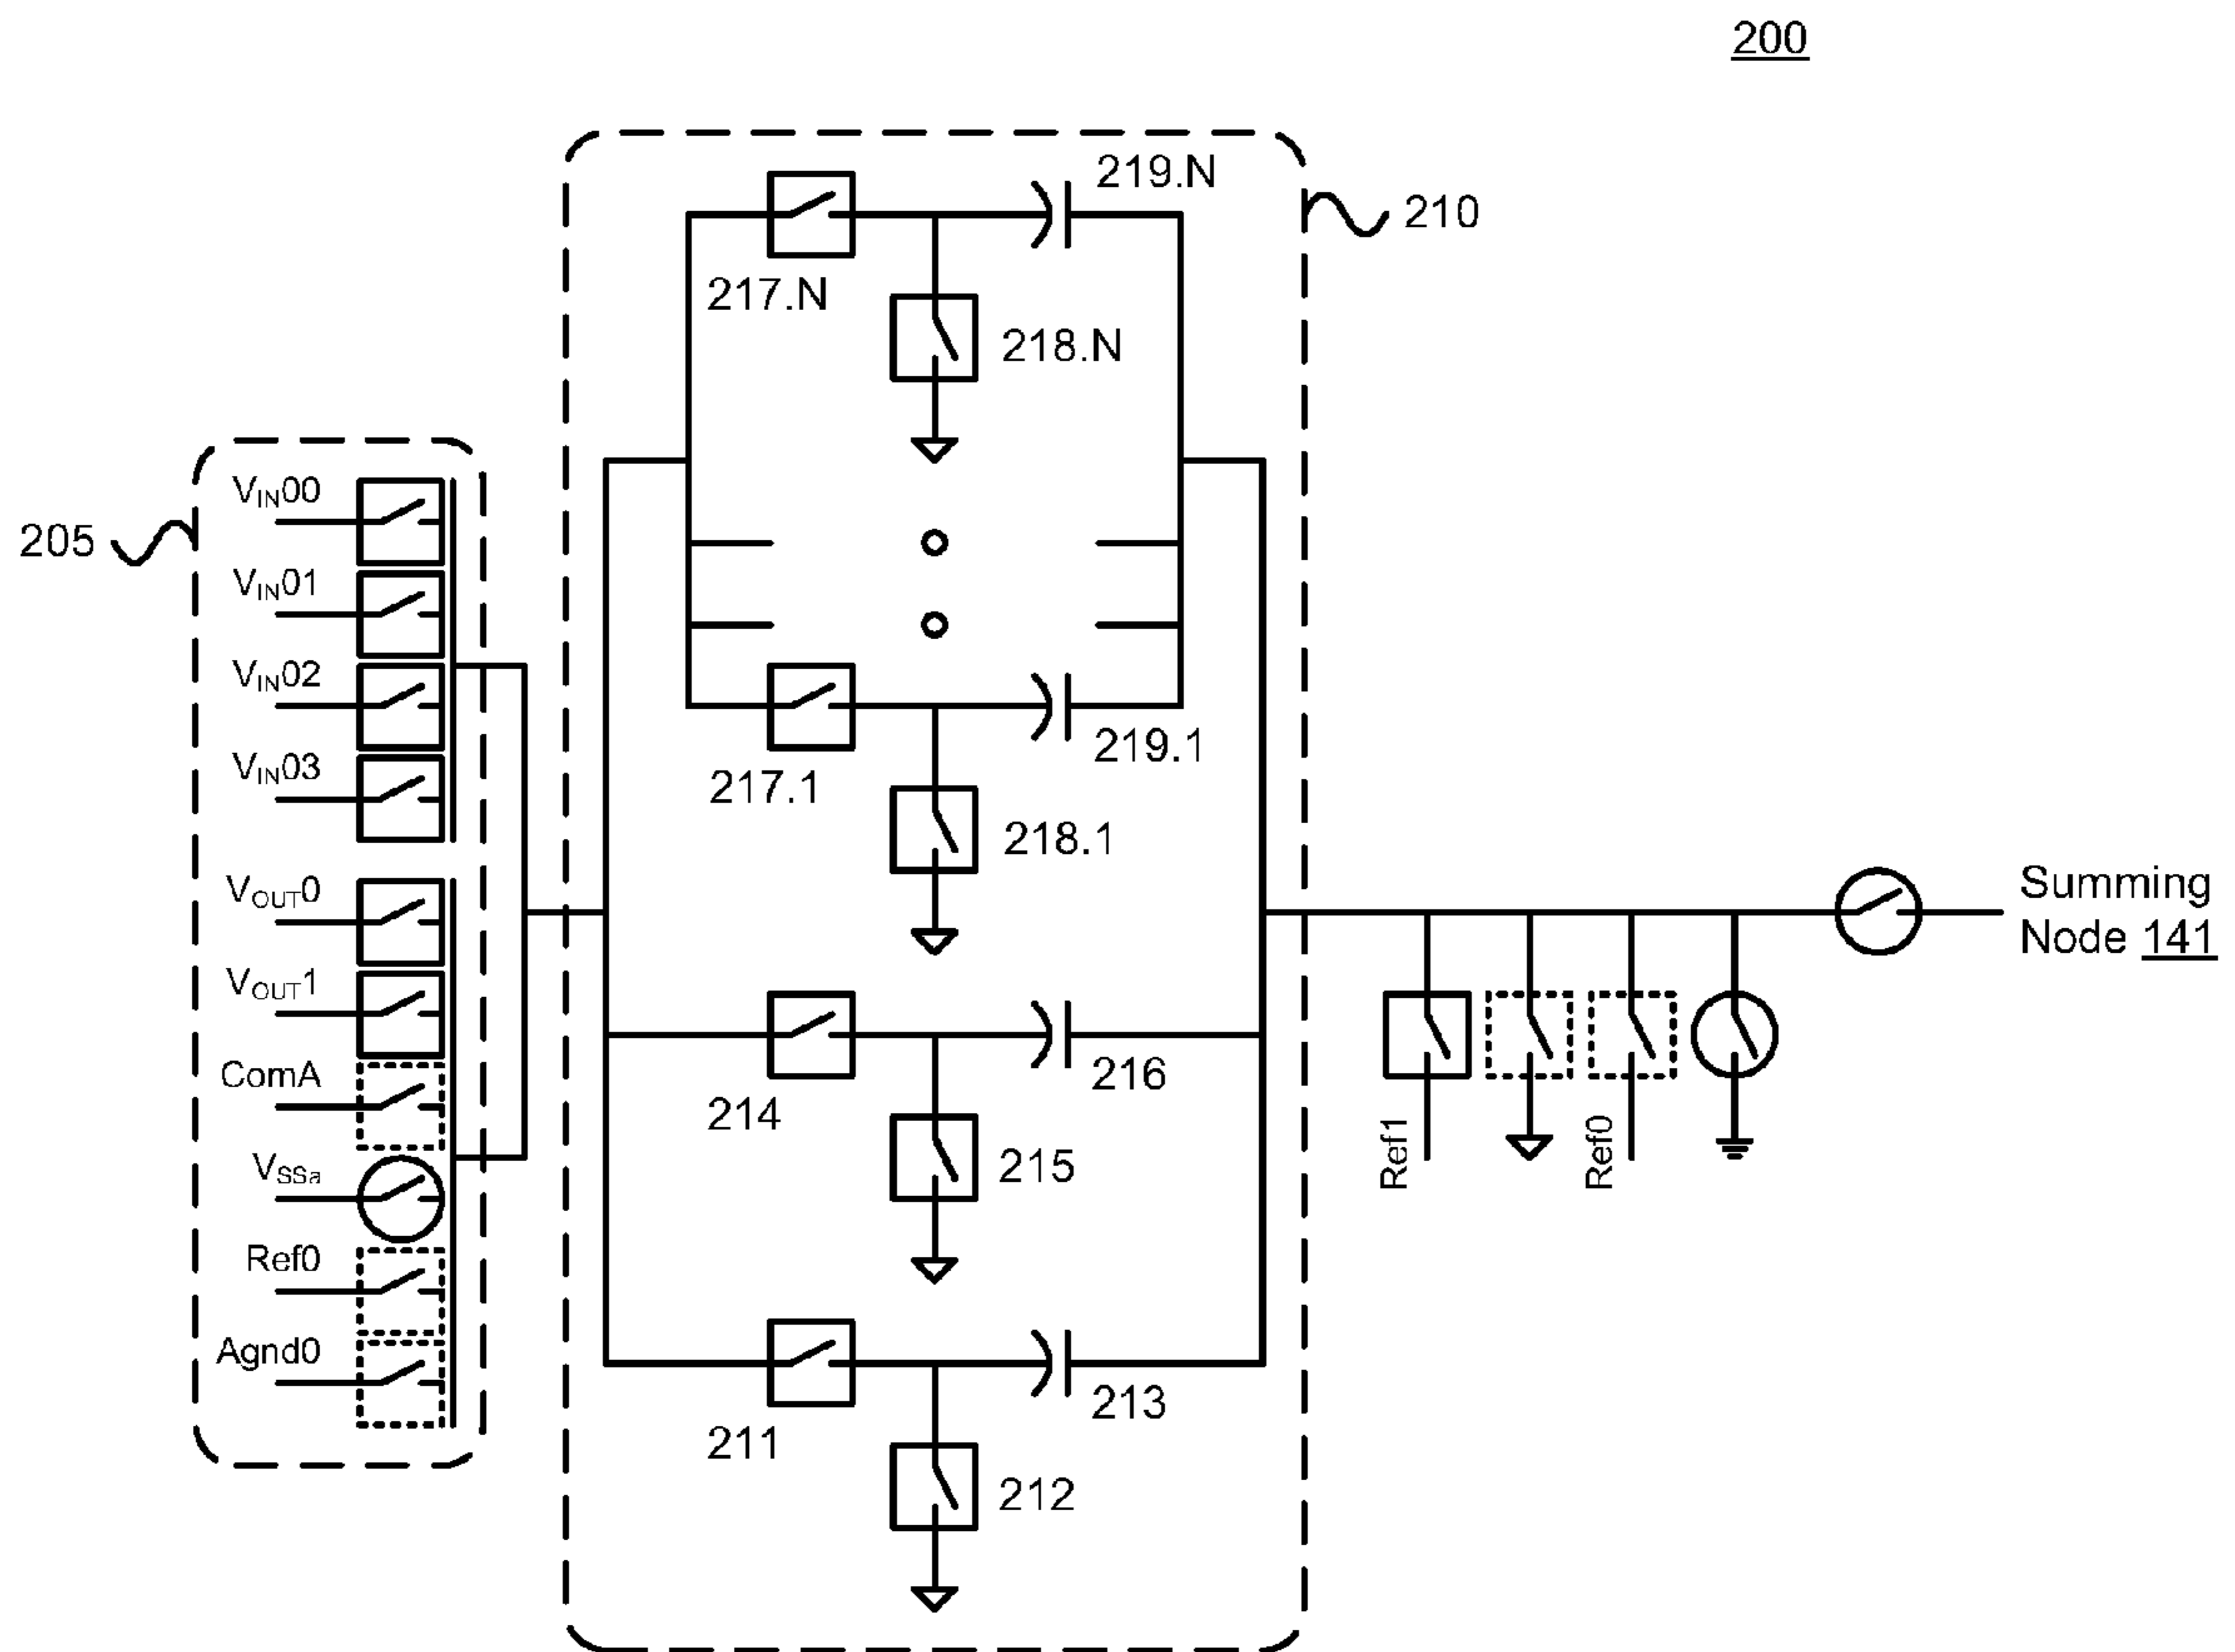 200
219.N
210
217.N
218.N
205
VIN00
VIN01
VIN02
VIN03
219.1
217.1
218.1
VOUT0
VOUT1
ComA
VSSa
Ref0
Agnd0
Summing
Node 141
214
216
215
Ref1
Ref0
211
213
212